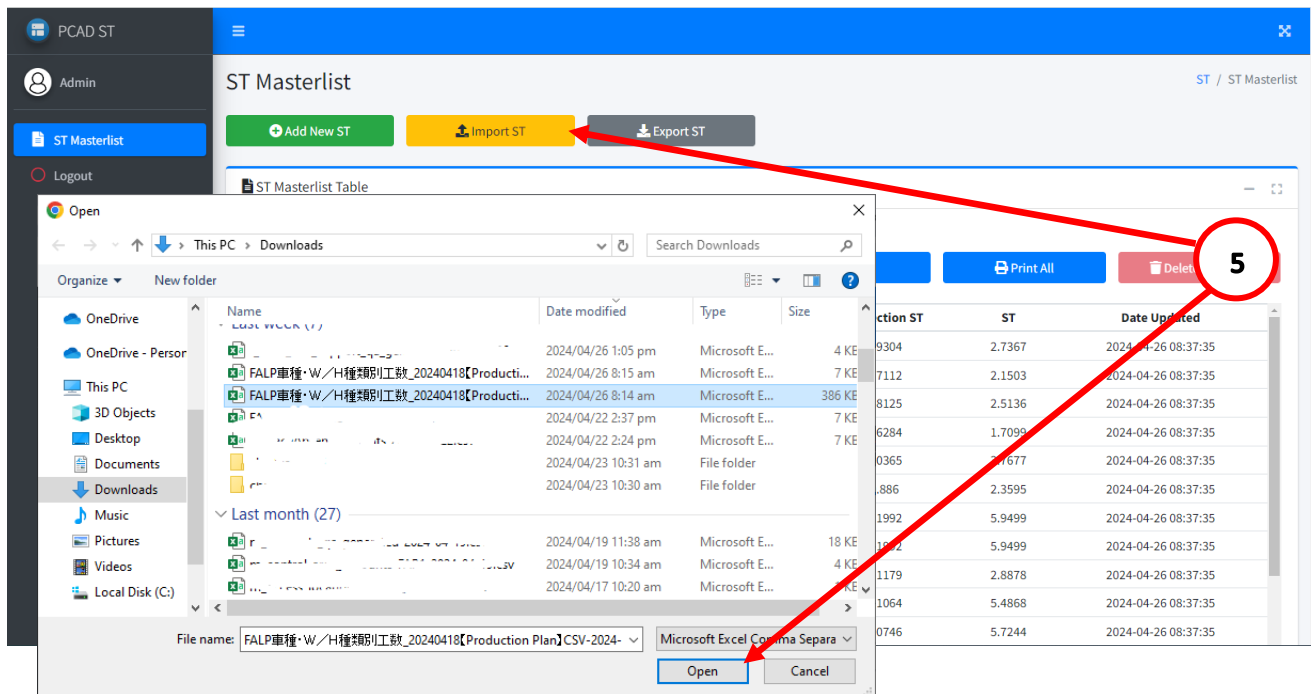 PCAD ST
Admin
ST Masterlist
Logout
ST Masterlist
ST / ST Masterlist
Add New ST
Import ST
Export ST
ST Masterlist Table
Print All
5
ST Date Updated
9304 2.7367 2024-04-26 08:37:35
7112 2.1503 2024-04-26 08:37:35
8125 2.5136 2024-04-26 08:37:35
6284 1.7099 2024-04-26 08:37:35
0365 2024-04-26 08:37:35
.886 2.3595 2024-04-26 08:37:35
1992 5.9499 2024-04-26 08:37:35
5.9499 2024-04-26 08:37:35
1179 2.8878 2024-04-26 08:37:35
1064 5.4868 2024-04-26 08:37:35
0746 5.7244 2024-04-26 08:37:35
Open
This PC > Downloads
Search Downloads
Organize New folder
OneDrive
OneDrive - Person
This PC
3D Objects
Desktop
Documents
Downloads
Music
Pictures
Videos
Local Disk (C:)
Name Date modified Type Size
Last week (7)
2024/04/26 1:05 pm Microsoft E... 4 KB
FALP車種・W/H種類別工数_20240418【Producti... 2024/04/26 8:15 am Microsoft E... 7 KB
FALP車種・W/H種類別工数_20240418【Producti... 2024/04/26 8:14 am Microsoft E... 386 KB
2024/04/22 2:37 pm Microsoft E... 7 KB
2024/04/22 2:24 pm Microsoft E... 7 KB
2024/04/23 10:31 am File folder
2024/04/23 10:30 am File folder
Last month (27)
2024/04/19 11:38 am Microsoft E... 18 KB
2024/04/19 10:34 am Microsoft E... 4 KB
2024/04/17 10:20 am Microsoft E...
File name: FALP車種・W/H種類別工数_20240418【Production Plan】CSV-2024- Microsoft Excel Comma Separa
Open Cancel